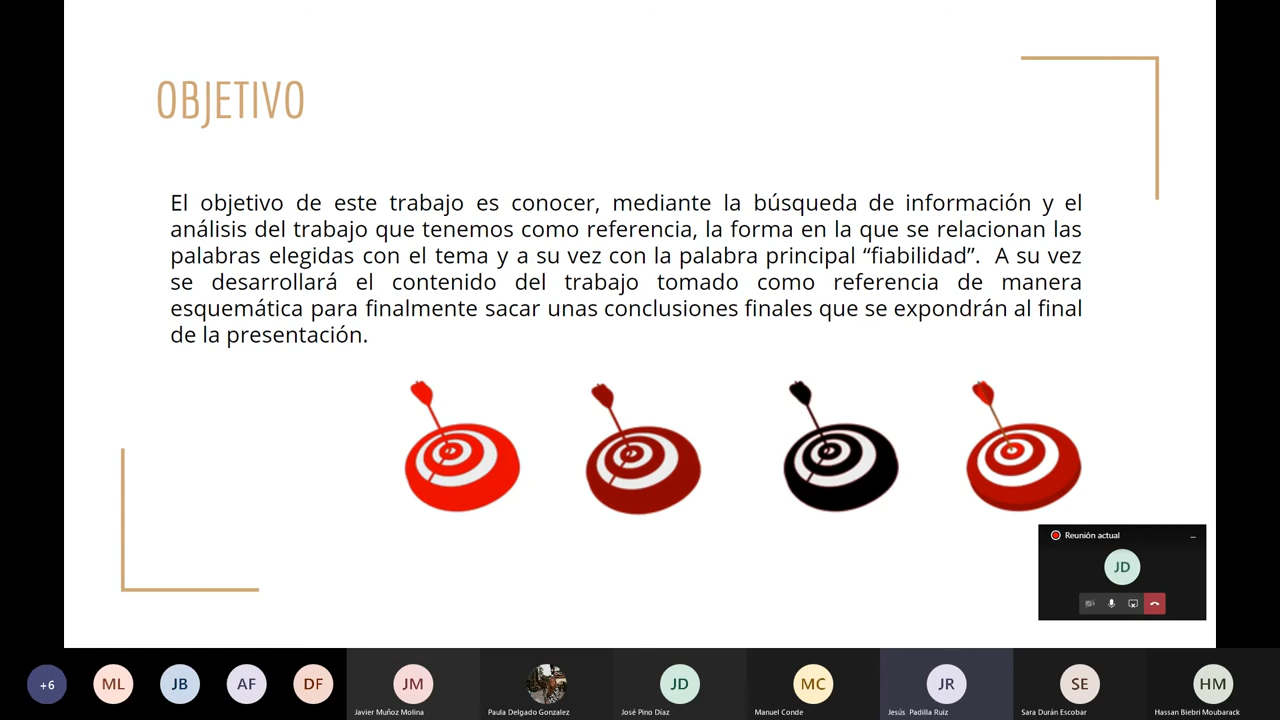 OBJETIVO
El objetivo de este trabajo es conocer, mediante la búsqueda de información y el
análisis del trabajo que tenemos como referencia, la forma en la que se relacionan las
palabras elegidas con el tema y a su vez con la palabra principal “fiabilidad”. A su vez
se desarrollará el contenido del trabajo tomado como referencia de manera
esquemática para finalmente sacar unas conclusiones finales que se expondrán al final
de la presentación.
Reunión actual
JD
+6
ML
JB
AF
DF
JM
JD
MC
JR
SE
HM
Javier Muñoz Molina
Paula Delgado Gonzalez
José Pino Díaz
Manuel Conde
Jesús Padilla Ruiz
Sara Durán Escobar
Hassan Biebri Moubarack